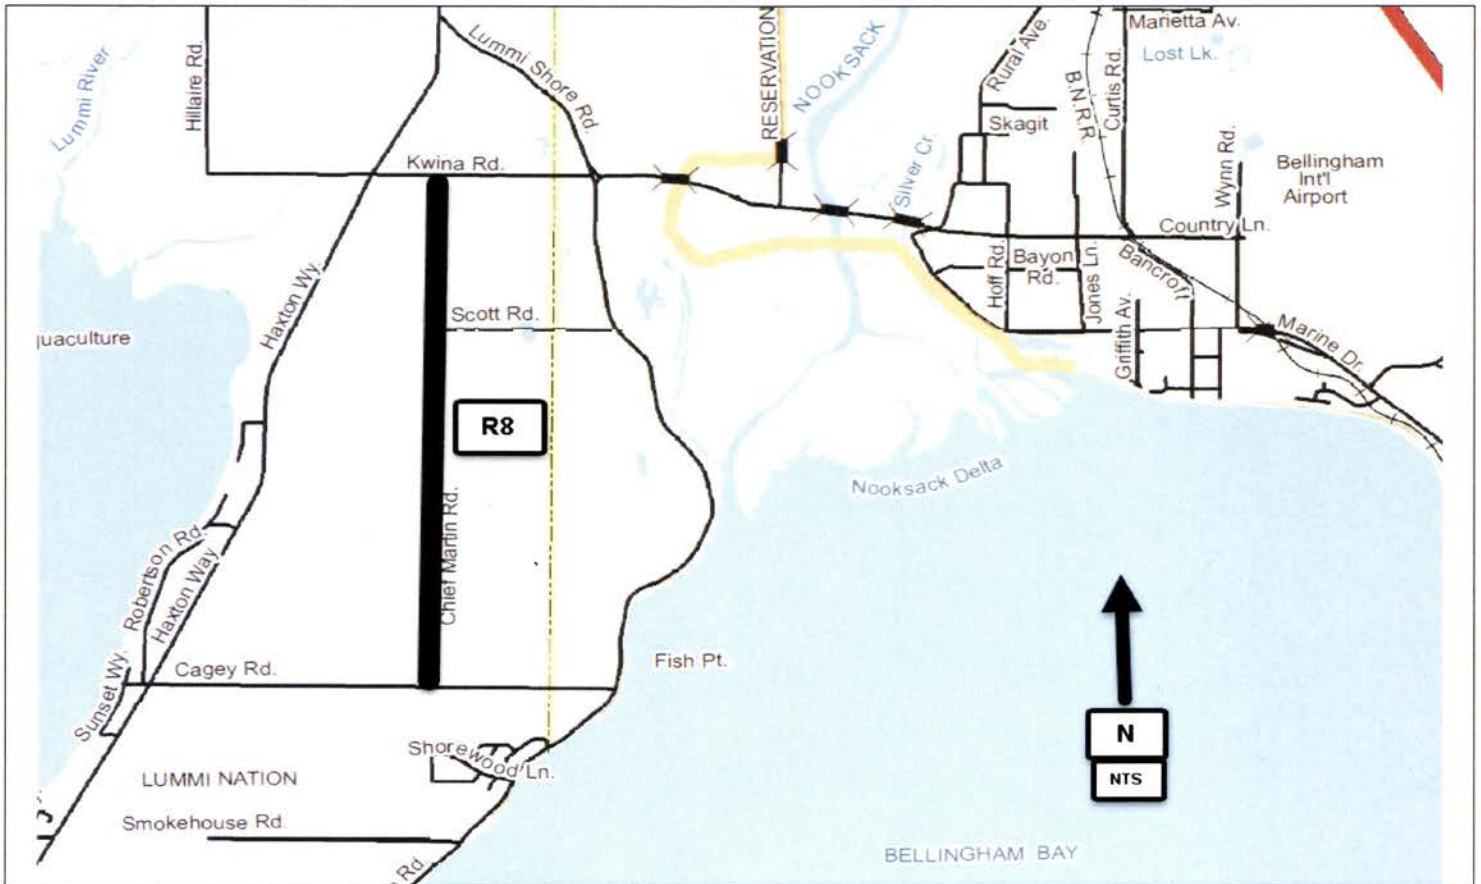 Lummi River
Hillaire Rd.
Lummi Shore Rd.
RESERVATION
NOOKSACK
Rural Ave.
B.N.R.R
Curtis Rd.
Marietta Av.
Lost Lk.
Skagit
Kwina Rd.
Silver Cr.
Wynn Rd.
Bellingham
Int'l
Airport
Country Ln.
Haxton Wy.
Hoff Rd.
Bayon
Rd.
Jones Ln.
Bancroft
Scott Rd.
quaculture
Griffith Av.
Marine Dr.
R8
Nooksack Delta
Chief Martin Rd.
Robertson Rd.
Haxton Way
Cagey Rd.
Sunset Wy.
Fish Pt.
N
NTS
Shorewood Ln.
LUMMI NATION
Smokehouse Rd.
BELLINGHAM BAY
Rd.